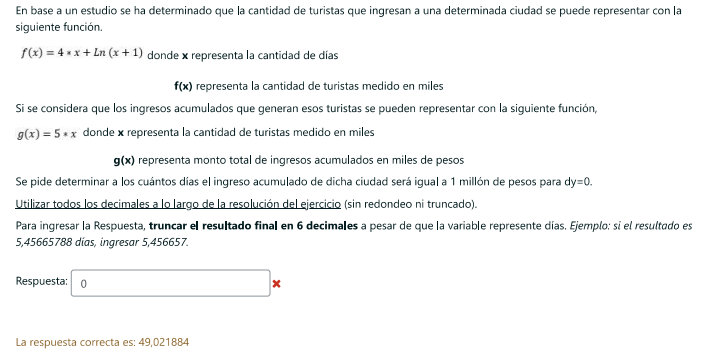 En base a un estudio se ha determinado que la cantidad de turistas que ingresan a una determinada ciudad se puede representar con la
siguiente función.
f(x) = 4 * x + Ln (x + 1) donde x representa la cantidad de días
f(x) representa la cantidad de turistas medido en miles
Si se considera que los ingresos acumulados que generan esos turistas se pueden representar con la siguiente función,
g(x) = 5 * x donde x representa la cantidad de turistas medido en miles
g(x) representa monto total de ingresos acumulados en miles de pesos
Se pide determinar a los cuántos días el ingreso acumulado de dicha ciudad será igual a 1 millón de pesos para dy=0.
Utilizar todos los decimales a lo largo de la resolución del ejercicio (sin redondeo ni truncado).
Para ingresar la Respuesta, truncar el resultado final en 6 decimales a pesar de que la variable represente días. Ejemplo: si el resultado es
5,45665788 días, ingresar 5,456657.
Respuesta: 0
La respuesta correcta es: 49,021884